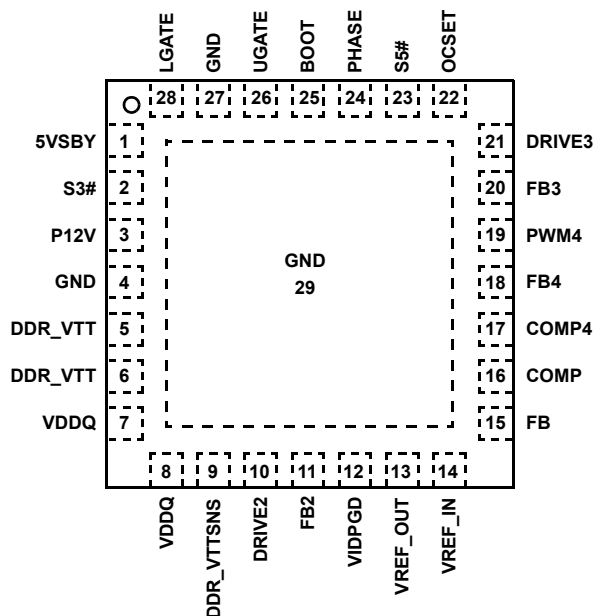 LGATE
GND
UGATE
BOOT
PHASE
S5#
OCSET
28 27 26 25 24 23 22
5VSBY 1
21 DRIVE3
S3# 2
20 FB3
P12V 3
19 PWM4
GND
29
GND 4
18 FB4
DDR_VTT 5
17 COMP4
DDR_VTT 6
16 COMP
VDDQ 7
15 FB
8 9 10 11 12 13 14
VDDQ
DDR_VTTSNS
DRIVE2
FB2
VIDPGD
VREF_OUT
VREF_IN